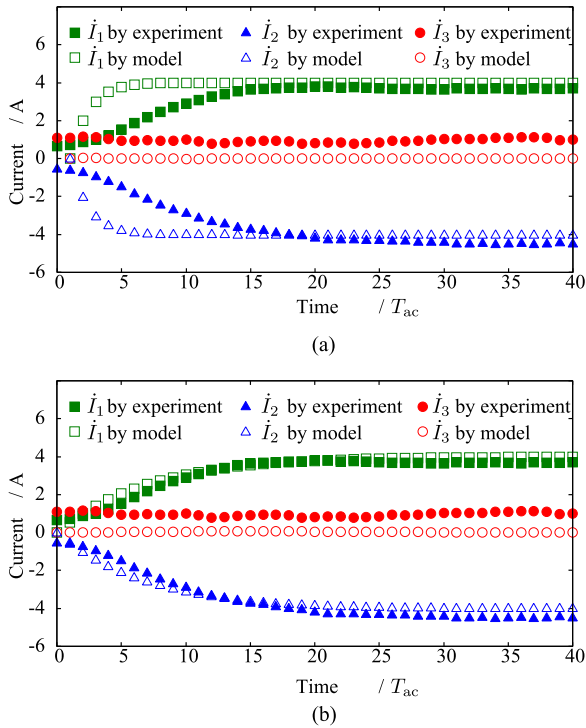 6
4
2
0
-2
-4
-6
Current / A
İ₁ by experiment İ₂ by experiment İ₃ by experiment
İ₁ by model İ₂ by model İ₃ by model
0 5 10 15 20 25 30 35 40
Time / Tac
(a)
6
4
2
0
-2
-4
-6
Current / A
İ₁ by experiment İ₂ by experiment İ₃ by experiment
İ₁ by model İ₂ by model İ₃ by model
0 5 10 15 20 25 30 35 40
Time / Tac
(b)